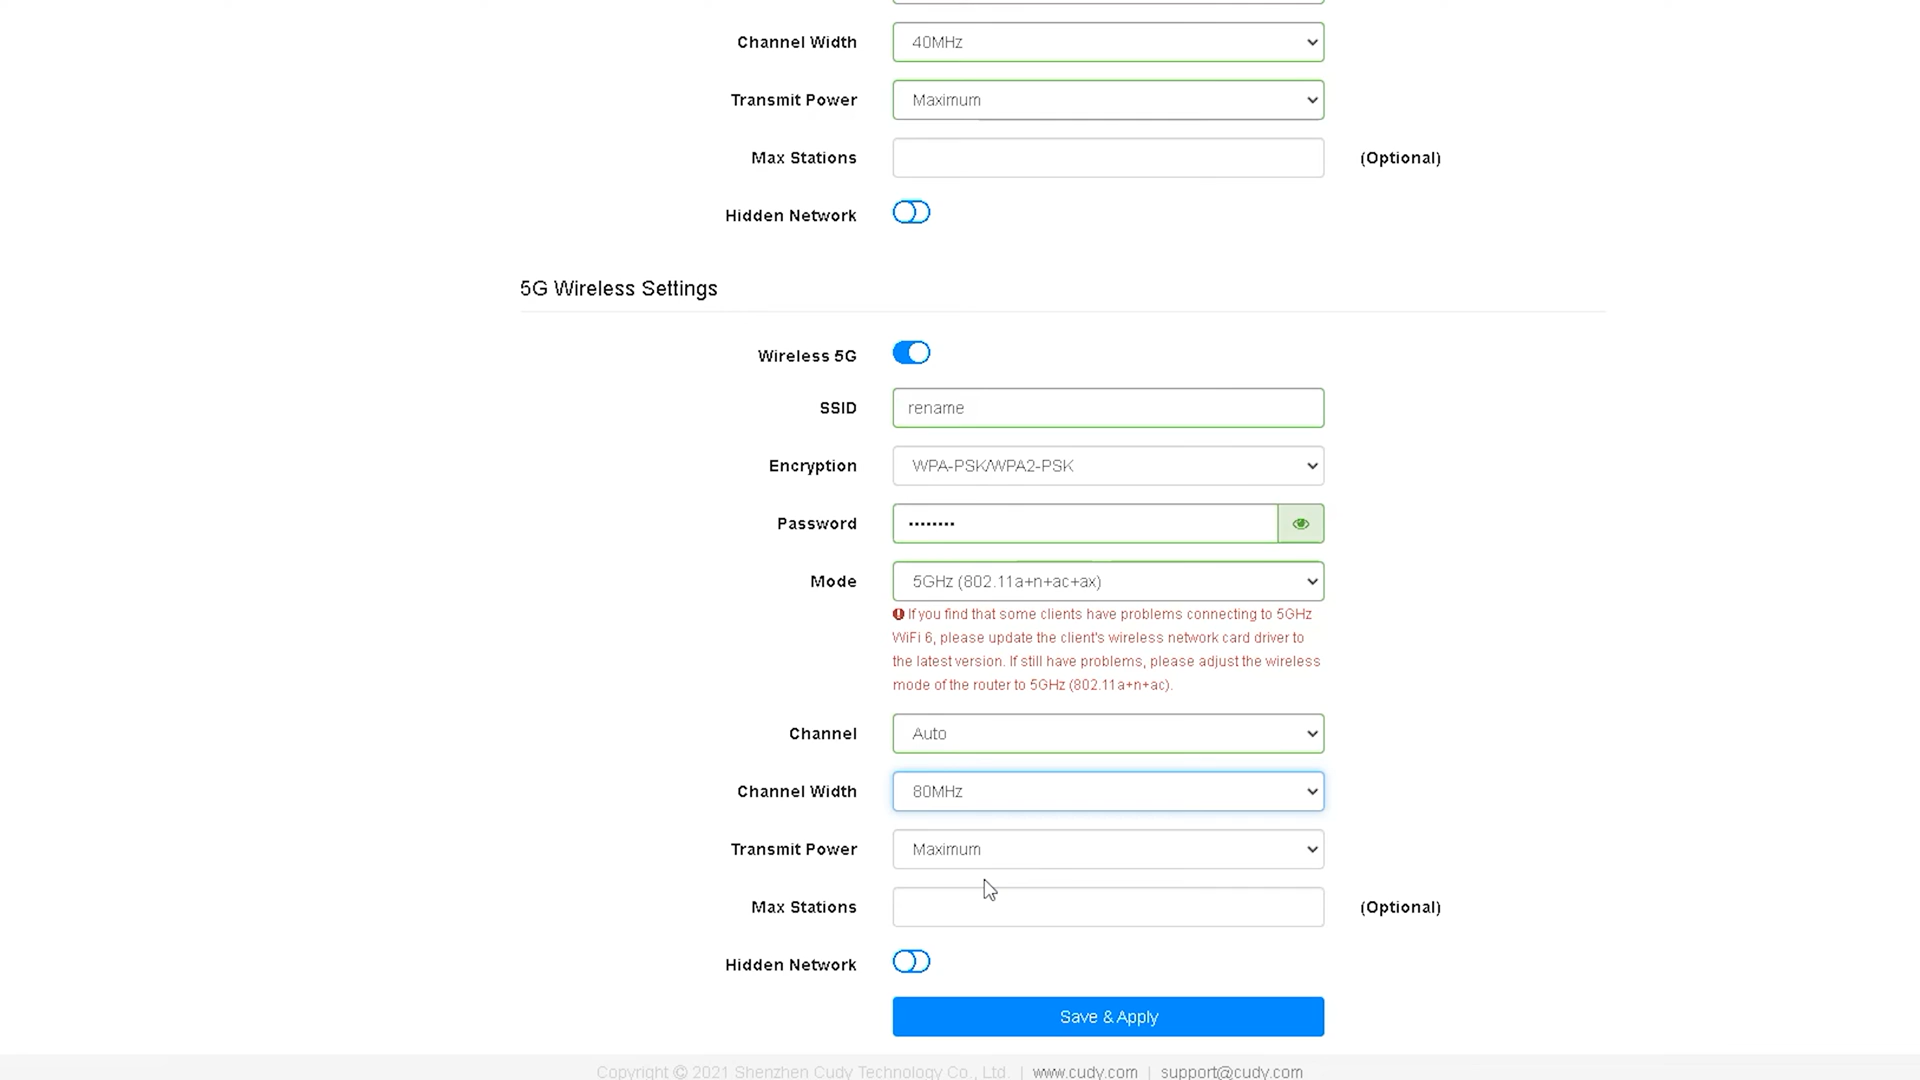 Channel Width 40MHz
Transmit Power Maximum
Max Stations (Optional)
Hidden Network
5G Wireless Settings
Wireless 5G
SSID rename
Encryption WPA-PSK/WPA2-PSK
Password ••••••••
Mode 5GHz (802.11a+n+ac+ax)
If you find that some clients have problems connecting to 5GHz
WiFi 6, please update the client's wireless network card driver to
the latest version. If still have problems, please adjust the wireless
mode of the router to 5GHz (802.11a+n+ac).
Channel Auto
Channel Width 80MHz
Transmit Power Maximum
Max Stations (Optional)
Hidden Network
Save & Apply
Copyright © 2021 Shenzhen Cudy Technology Co., Ltd. | www.cudy.com | support@cudy.com